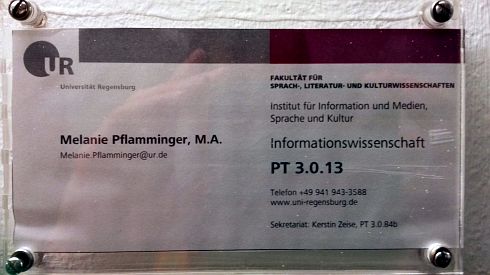 UR
Universität Regensburg
Melanie Pflamminger, M.A.
Melanie.Pflamminger@ur.de
FAKULTÄT FÜR
SPRACH-, LITERATUR- UND KULTURWISSENSCHAFTEN
Institut für Information und Medien,
Sprache und Kultur
Informationswissenschaft
PT 3.0.13
Telefon +49 941 943-3588
www.uni-regensburg.de
Sekretariat: Kerstin Zeise, PT 3.0.84b